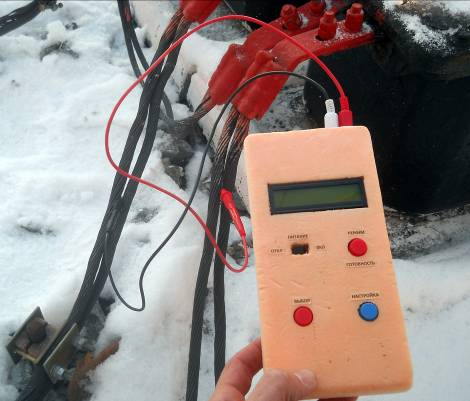 ПИТАНИЕ
ОТКЛ ВКЛ
РЕЖИМ
ГОТОВНОСТЬ
ВЫБОР
НАСТРОЙКА